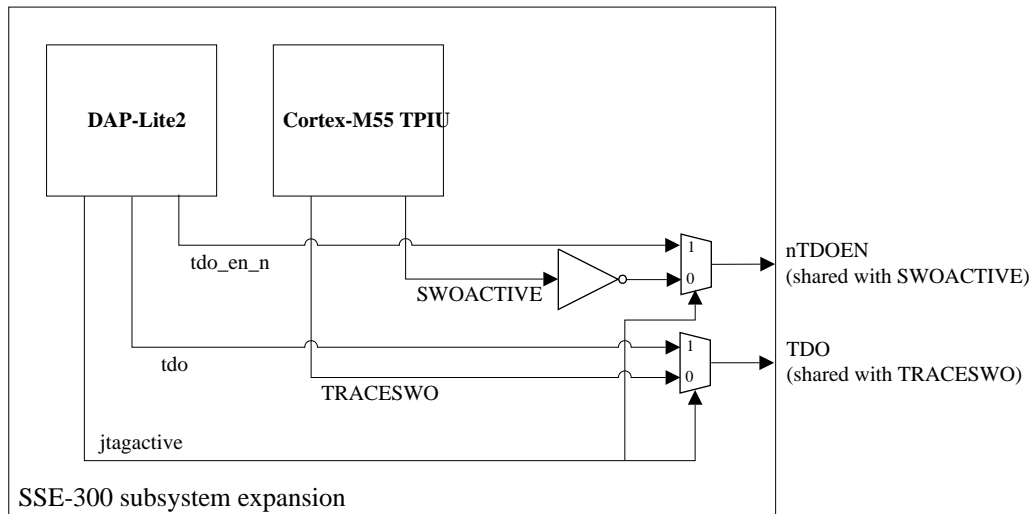 DAP-Lite2
Cortex-M55 TPIU
1
nTDOEN
tdo_en_n
(shared with SWOACTIVE)
0
SWOACTIVE
1
TDO
tdo
0
(shared with TRACESWO)
TRACESWO
jtagactive
SSE-300 subsystem expansion